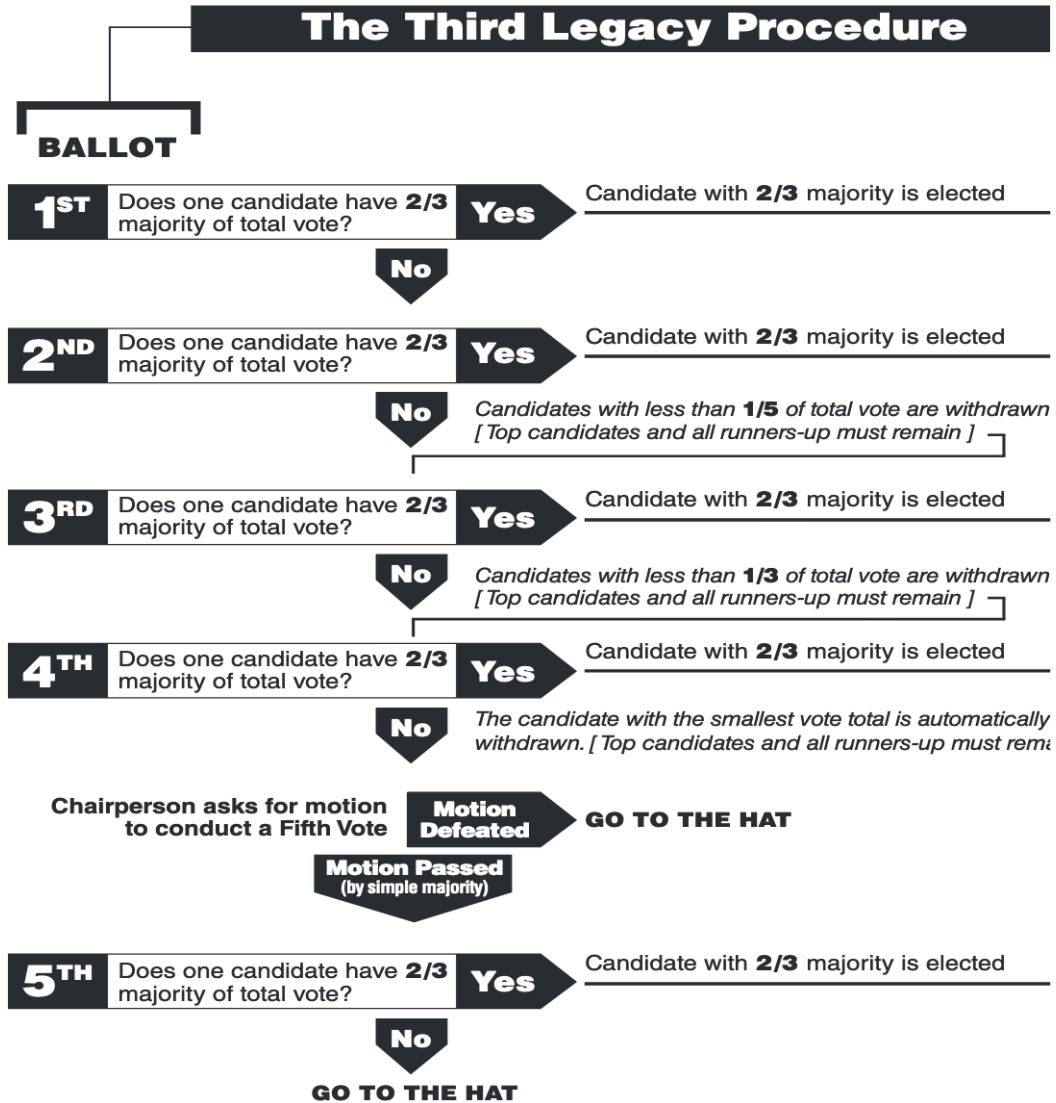 The Third Legacy Procedure
BALLOT
1ST
Does one candidate have 2/3
majority of total vote?
Yes
Candidate with 2/3 majority is elected
No
2ND
Does one candidate have 2/3
majority of total vote?
Yes
Candidate with 2/3 majority is elected
No
Candidates with less than 1/5 of total vote are withdrawn
[ Top candidates and all runners-up must remain ]
3RD
Does one candidate have 2/3
majority of total vote?
Yes
Candidate with 2/3 majority is elected
No
Candidates with less than 1/3 of total vote are withdrawn
[ Top candidates and all runners-up must remain ]
4TH
Does one candidate have 2/3
majority of total vote?
Yes
Candidate with 2/3 majority is elected
No
The candidate with the smallest vote total is automatically
withdrawn. [ Top candidates and all runners-up must
Chairperson asks for motion
to conduct a Fifth Vote
Motion
Defeated
GO TO THE HAT
Motion Passed
(by simple majority)
5TH
Does one candidate have 2/3
majority of total vote?
Yes
Candidate with 2/3 majority is elected
No
GO TO THE HAT